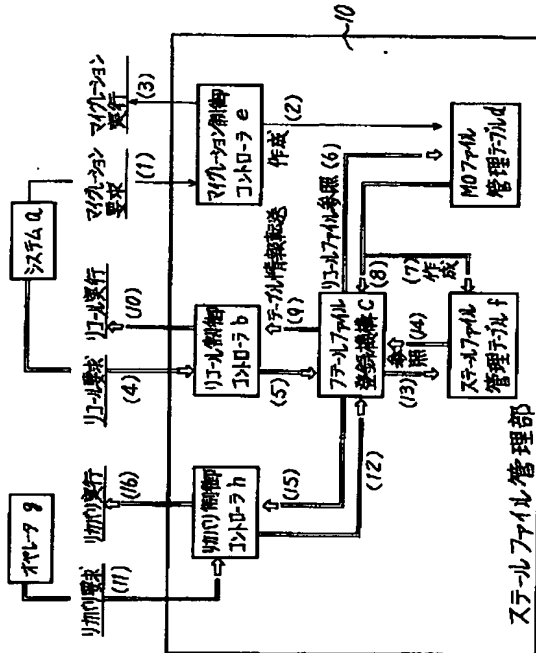 オペレータg
システムa
リカバリ要求
(11)
リカバリ実行
(16)
リコール要求
(4)
リコール実行
(10)
マイグレーション
要求
(1)
マイグレーション
実行
(3)
10
リカバリ制御
コントローラh
リコール制御
コントローラb
マイグレーション制御
コントローラe
(15)
(12)
(5)
テーブル情報転送
(9)
作成
(2)
リコールファイル参照 (6)
フテールファイル
登録機構C
(13)
参照
(14)
(8)
(7)
作成
ステールファイル
管理テーブルf
MOファイル
管理テーブルd
ステールファイル管理部